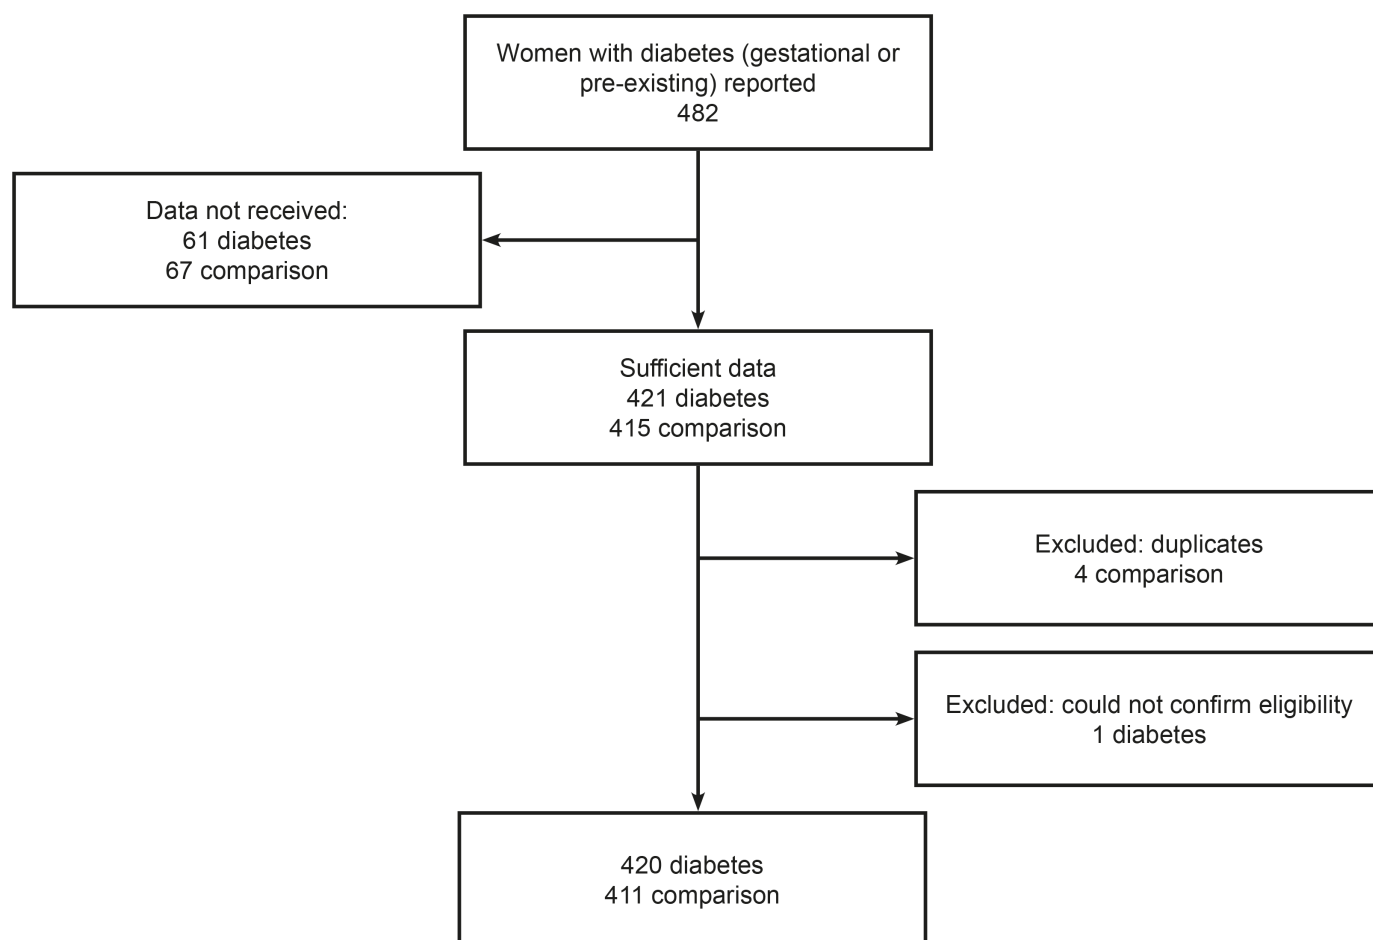 Women with diabetes (gestational or
pre-existing) reported
482
Data not received:
61 diabetes
67 comparison
Sufficient data
421 diabetes
415 comparison
Excluded: duplicates
4 comparison
Excluded: could not confirm eligibility
1 diabetes
420 diabetes
411 comparison